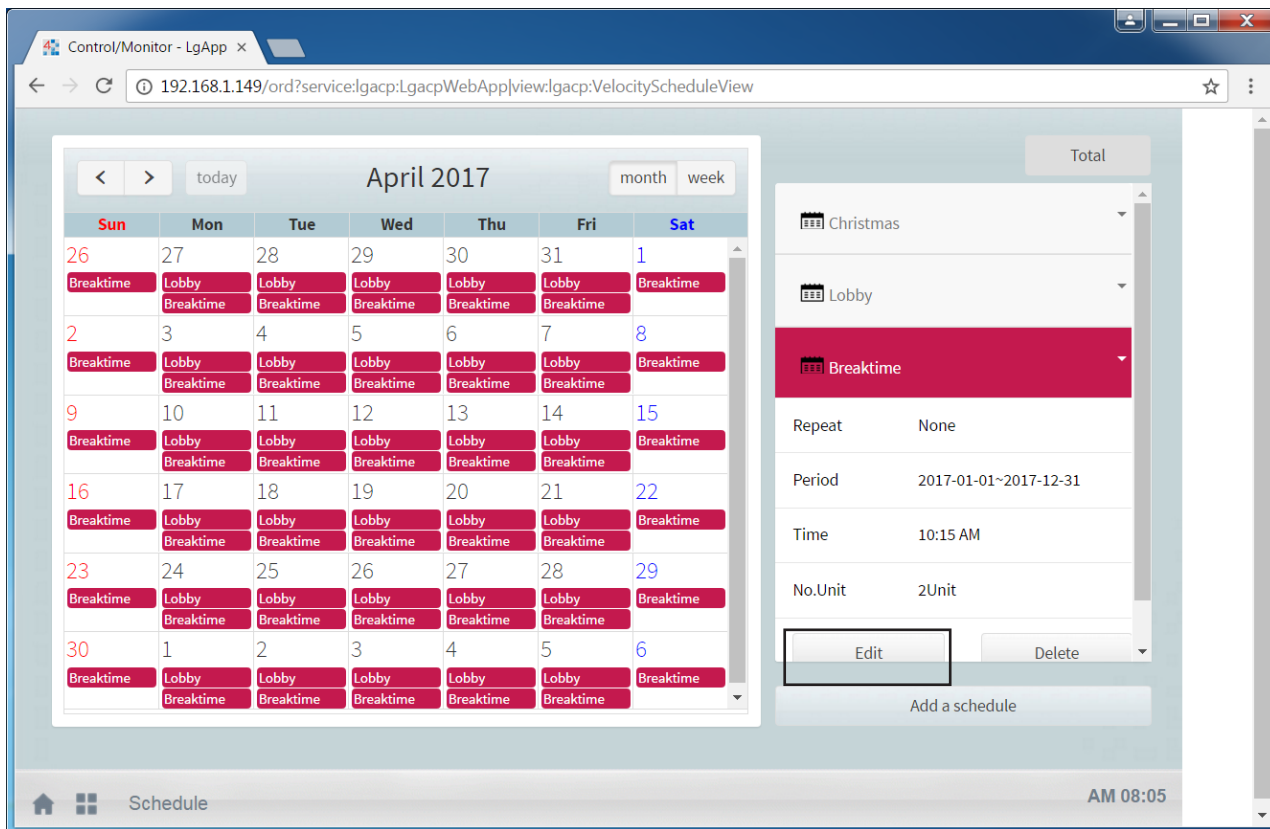 Control/Monitor - LgApp
192.168.1.149/ord?service:lgacp:LgacpWebApp|view:lgacp:VelocityScheduleView
today April 2017 month week
Sun Mon Tue Wed Thu Fri Sat
26 27 28 29 30 31 1
Breaktime Lobby Lobby Lobby Lobby Lobby Breaktime
Breaktime Breaktime Breaktime Breaktime Breaktime
2 3 4 5 6 7 8
Breaktime Lobby Lobby Lobby Lobby Lobby Breaktime
Breaktime Breaktime Breaktime Breaktime Breaktime
9 10 11 12 13 14 15
Breaktime Lobby Lobby Lobby Lobby Lobby Breaktime
Breaktime Breaktime Breaktime Breaktime Breaktime
16 17 18 19 20 21 22
Breaktime Lobby Lobby Lobby Lobby Lobby Breaktime
Breaktime Breaktime Breaktime Breaktime Breaktime
23 24 25 26 27 28 29
Breaktime Lobby Lobby Lobby Lobby Lobby Breaktime
Breaktime Breaktime Breaktime Breaktime Breaktime
30 1 2 3 4 5 6
Breaktime Lobby Lobby Lobby Lobby Lobby Breaktime
Breaktime Breaktime Breaktime Breaktime Breaktime
Total
Christmas
Lobby
Breaktime
Repeat None
Period 2017-01-01~2017-12-31
Time 10:15 AM
No.Unit 2Unit
Edit Delete
Add a schedule
Schedule
AM 08:05